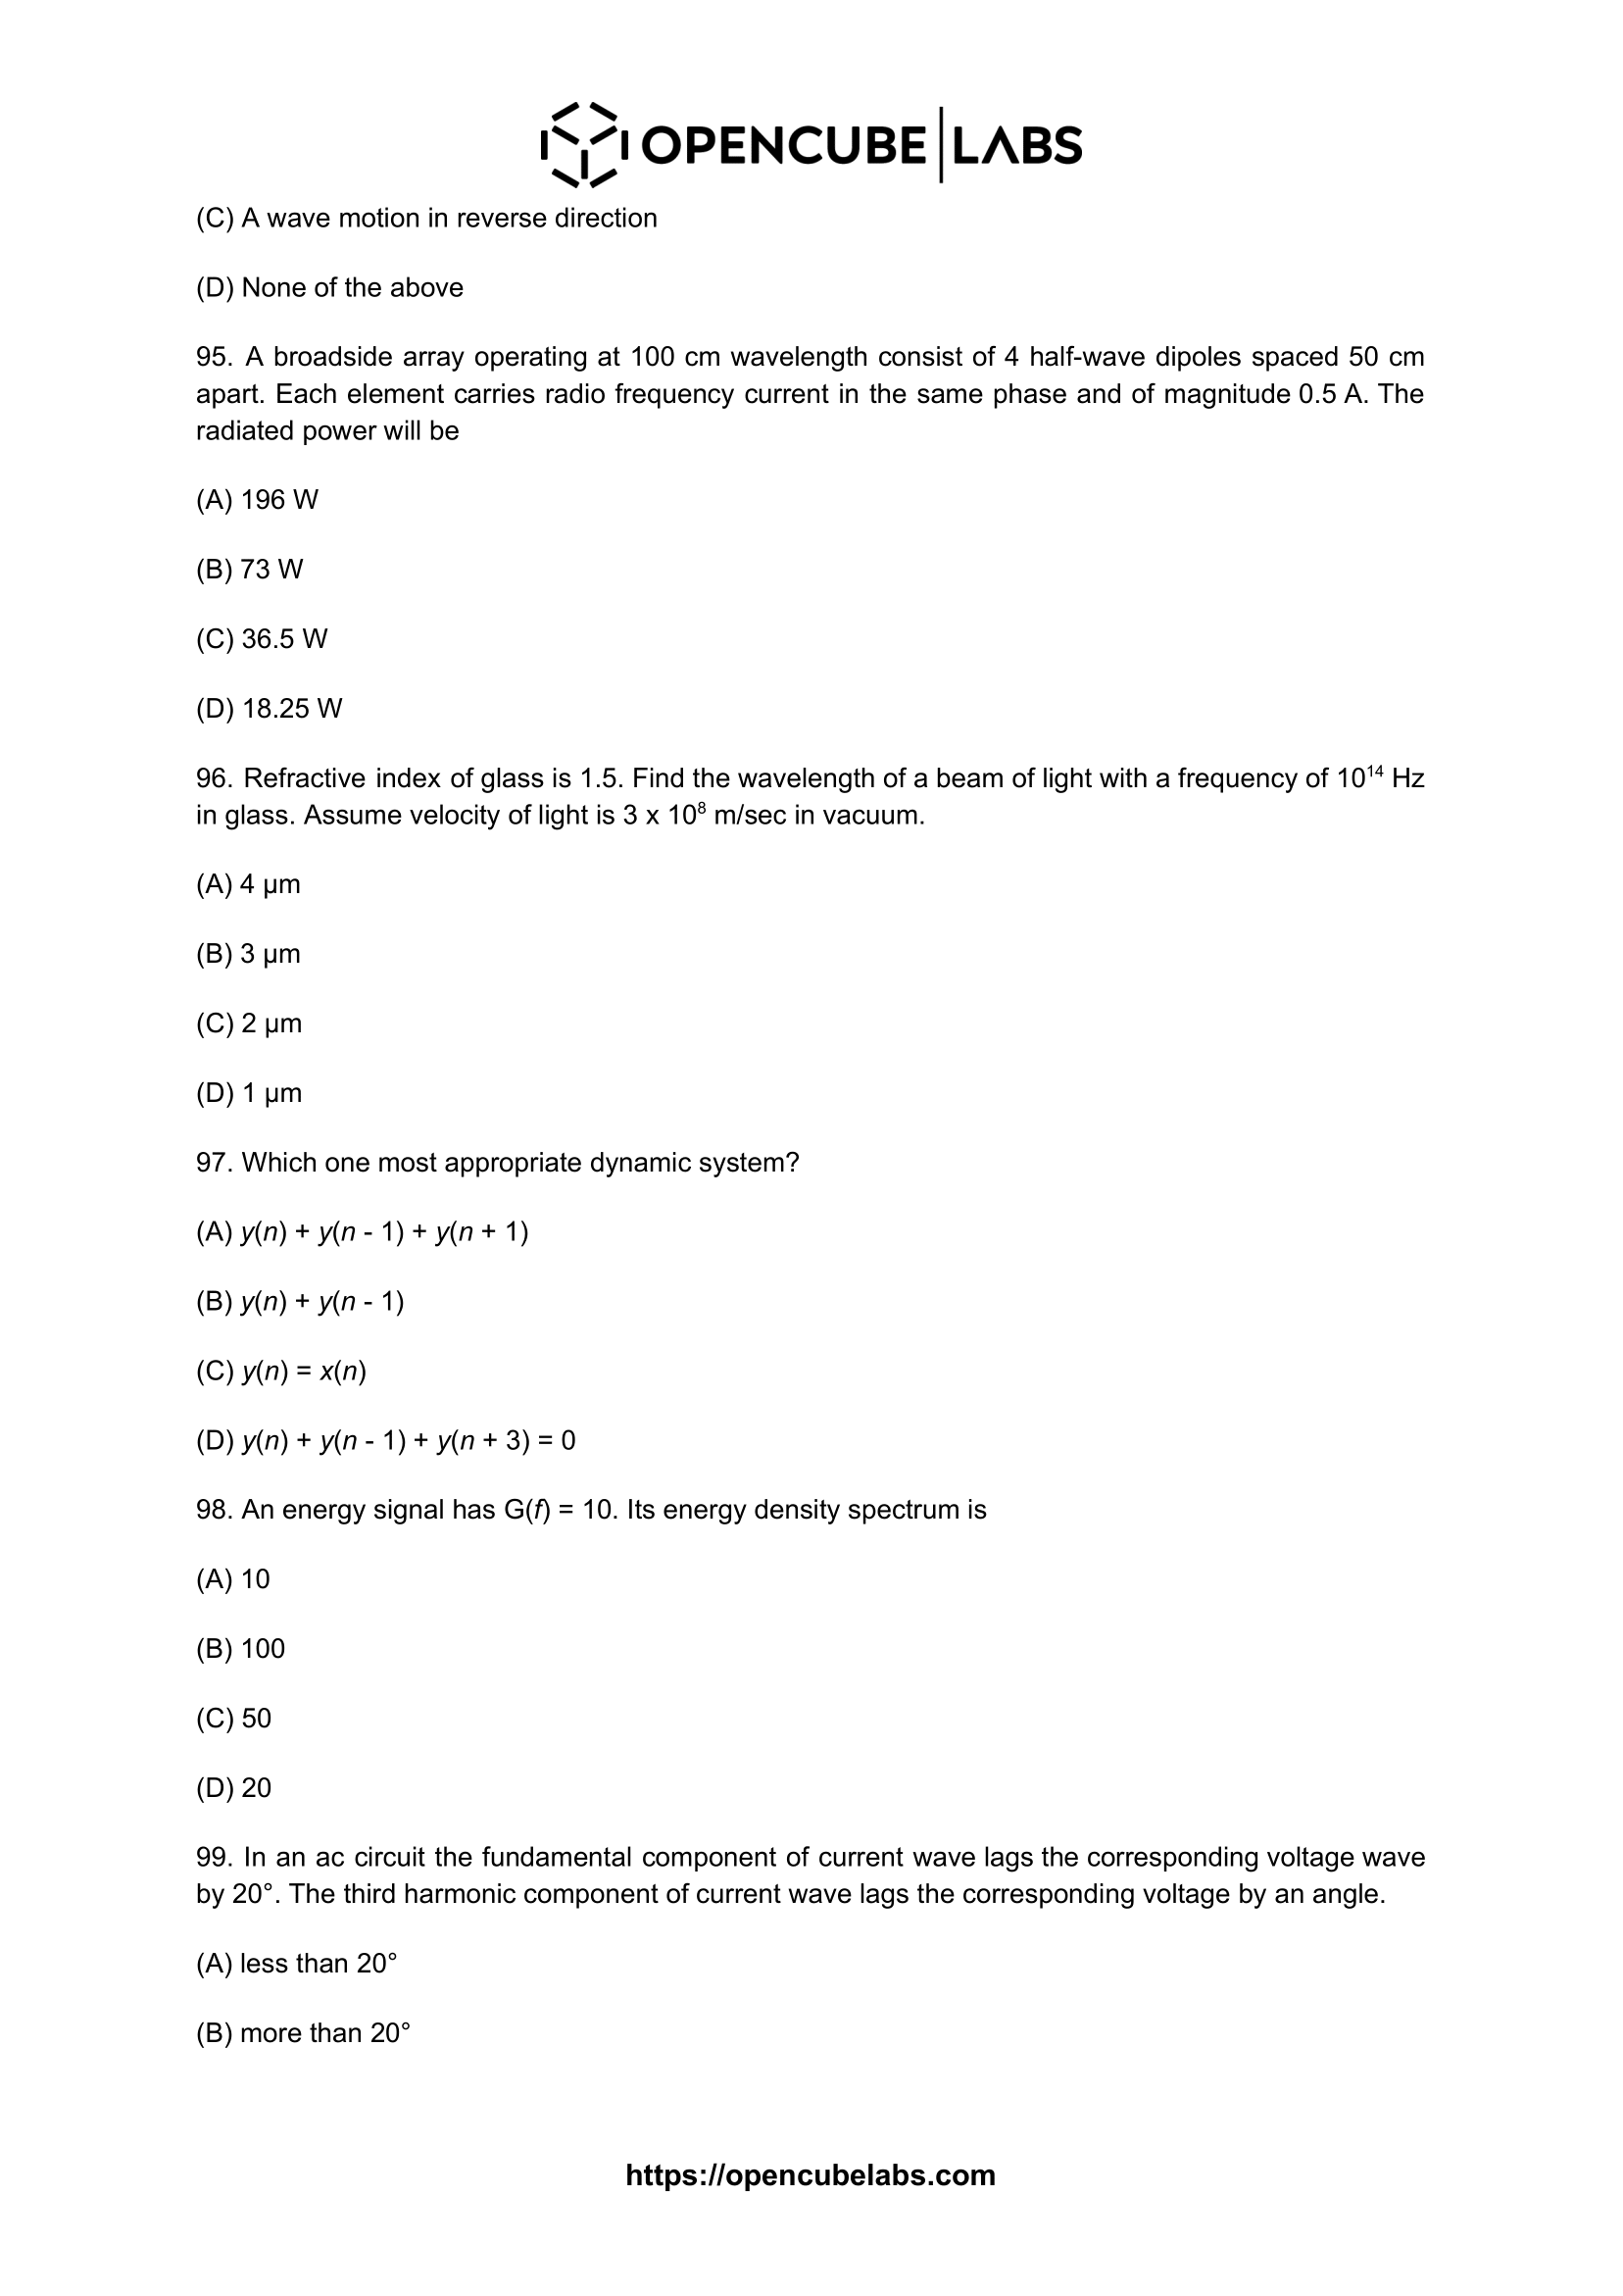 OPENCUBE LABS
(C) A wave motion in reverse direction
(D) None of the above
95. A broadside array operating at 100 cm wavelength consist of 4 half-wave dipoles spaced 50 cm
apart. Each element carries radio frequency current in the same phase and of magnitude 0.5 A. The
radiated power will be
(A) 196 W
(B) 73 W
(C) 36.5 W
(D) 18.25 W
96. Refractive index of glass is 1.5. Find the wavelength of a beam of light with a frequency of 10¹⁴ Hz
in glass. Assume velocity of light is 3 x 10⁸ m/sec in vacuum.
(A) 4 μm
(B) 3 μm
(C) 2 μm
(D) 1 μm
97. Which one most appropriate dynamic system?
(A) y(n) + y(n - 1) + y(n + 1)
(B) y(n) + y(n - 1)
(C) y(n) = x(n)
(D) y(n) + y(n - 1) + y(n + 3) = 0
98. An energy signal has G(f) = 10. Its energy density spectrum is
(A) 10
(B) 100
(C) 50
(D) 20
99. In an ac circuit the fundamental component of current wave lags the corresponding voltage wave
by 20°. The third harmonic component of current wave lags the corresponding voltage by an angle.
(A) less than 20°
(B) more than 20°
https://opencubelabs.com